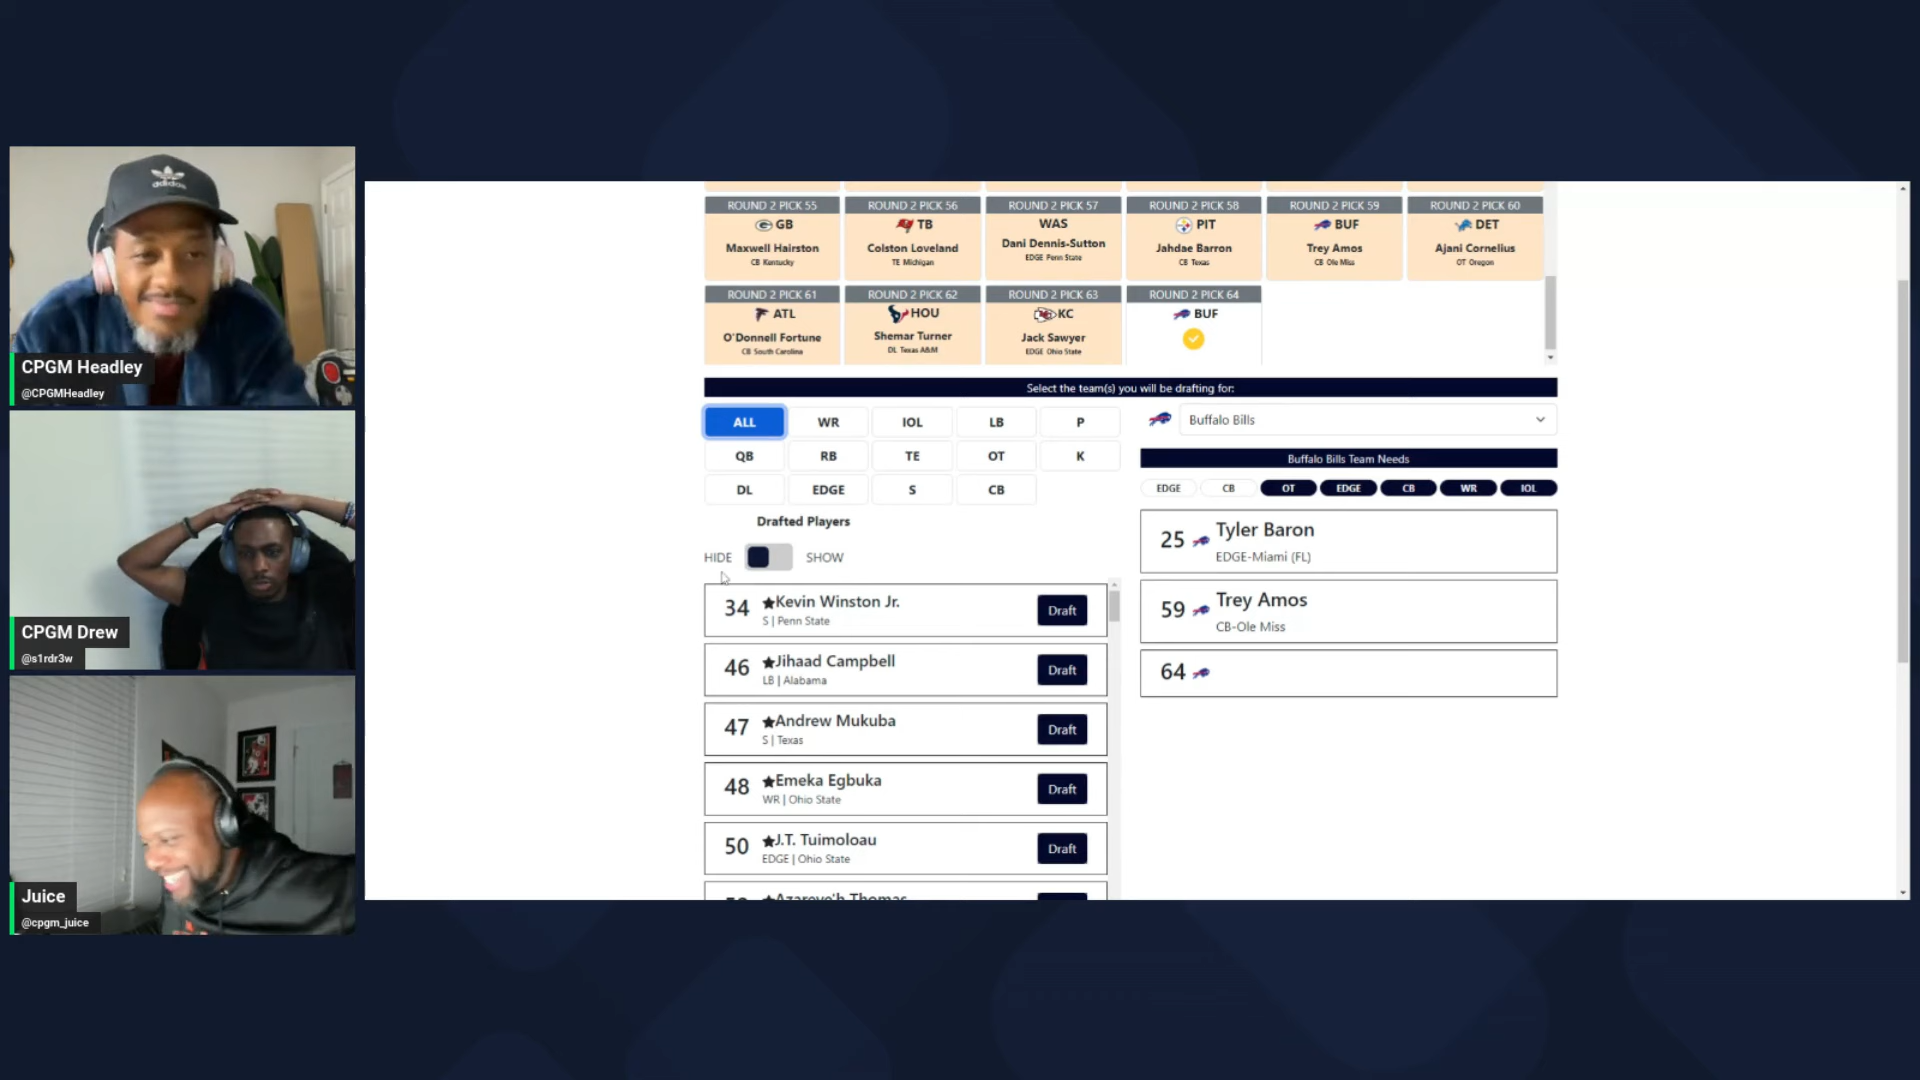 adidas
CPGM Headley
@CPGMHeadley
CPGM Drew
@s1rdr3w
Juice
@cpgm_juice
ROUND 2 PICK 55
GB
Maxwell Hairston
CB Kentucky
ROUND 2 PICK 56
TB
Colston Loveland
TE Michigan
ROUND 2 PICK 57
WAS
Dani Dennis-Sutton
EDGE Penn State
ROUND 2 PICK 58
PIT
Jahdae Barron
CB Texas
ROUND 2 PICK 59
BUF
Trey Amos
CB Ole Miss
ROUND 2 PICK 60
DET
Ajani Cornelius
OT Oregon
ROUND 2 PICK 61
ATL
O'Donnell Fortune
CB South Carolina
ROUND 2 PICK 62
HOU
Shemar Turner
DL Texas A&M
ROUND 2 PICK 63
KC
Jack Sawyer
EDGE Ohio State
ROUND 2 PICK 64
BUF
Select the team(s) you will be drafting for:
ALL WR IOL LB P
QB RB TE OT K
DL EDGE S CB
Drafted Players
HIDE SHOW
34 ★Kevin Winston Jr.
S | Penn State
Draft
46 ★Jihaad Campbell
LB | Alabama
Draft
47 ★Andrew Mukuba
S | Texas
Draft
48 ★Emeka Egbuka
WR | Ohio State
Draft
50 ★J.T. Tuimoloau
EDGE | Ohio State
Draft
Thomas
Buffalo Bills
Buffalo Bills Team Needs
EDGE CB OT EDGE CB WR IOL
25 Tyler Baron
EDGE-Miami (FL)
59 Trey Amos
CB-Ole Miss
64